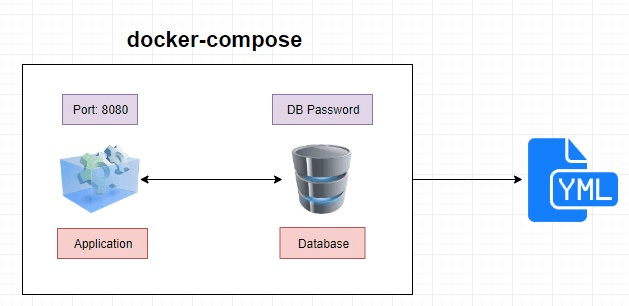 docker-compose
Port: 8080
DB Password
YML
Application
Database